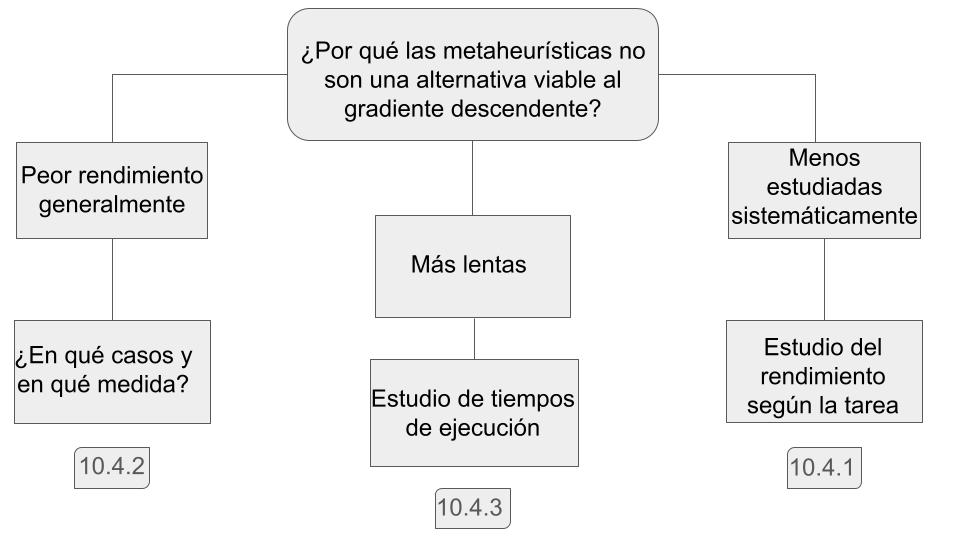 ¿Por qué las metaheurísticas no
son una alternativa viable al
gradiente descendente?
Peor rendimiento
generalmente
¿En qué casos y
en qué medida?
10.4.2
Más lentas
Estudio de tiempos
de ejecución
10.4.3
Menos
estudiadas
sistemáticamente
Estudio del
rendimiento
según la tarea
10.4.1